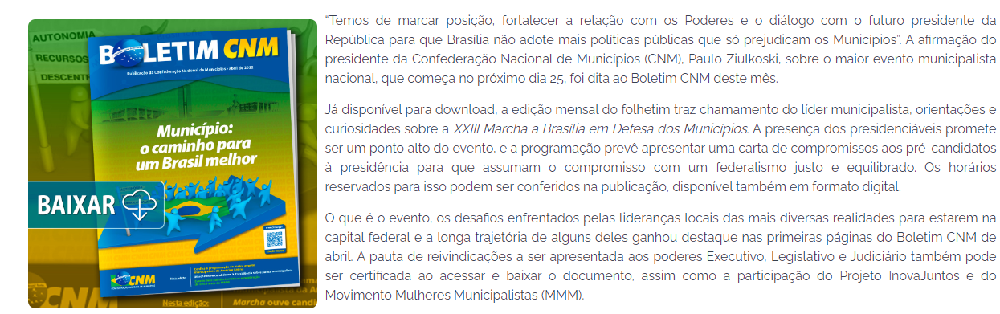 AUTONOMIA
RECURSOS
DESCENT
BOLETIM CNM
Publicação da Confederação Nacional de Municípios • abril de 2022
Município:
o caminho para
um Brasil melhor
BAIXAR
CNM
Nesta edição:
CNM
Nesta edição:
Marcha ouve candi
“Temos de marcar posição, fortalecer a relação com os Poderes e o diálogo com o futuro presidente da
República para que Brasília não adote mais políticas públicas que só prejudicam os Municípios”. A afirmação do
presidente da Confederação Nacional de Municípios (CNM), Paulo Ziulkoski, sobre o maior evento municipalista
nacional, que começa no próximo dia 25, foi dita ao Boletim CNM deste mês.
Já disponível para download, a edição mensal do folhetim traz chamamento do líder municipalista, orientações e
curiosidades sobre a XXIII Marcha a Brasília em Defesa dos Municípios. A presença dos presidenciáveis promete
ser um ponto alto do evento, e a programação prevê apresentar uma carta de compromissos aos pré-candidatos
à presidência para que assumam o compromisso com um federalismo justo e equilibrado. Os horários
reservados para isso podem ser conferidos na publicação, disponível também em formato digital.
O que é o evento, os desafios enfrentados pelas lideranças locais das mais diversas realidades para estarem na
capital federal e a longa trajetória de alguns deles ganhou destaque nas primeiras páginas do Boletim CNM de
abril. A pauta de reivindicações a ser apresentada aos poderes Executivo, Legislativo e Judiciário também pode
ser certificada ao acessar e baixar o documento, assim como a participação do Projeto InovaJuntos e do
Movimento Mulheres Municipalistas (MMM).